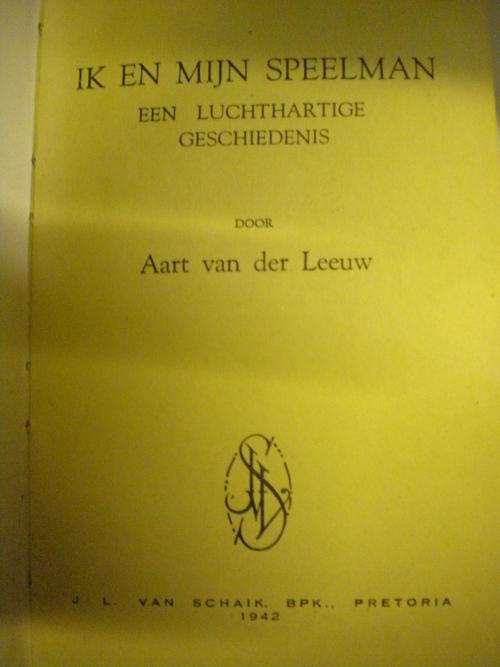 IK EN MIJN SPEELMAN
EEN LUCHTHARTIGE
GESCHIEDENIS
DOOR
Aart van der Leeuw
J. L. VAN SCHAIK, BPK., PRETORIA
1942